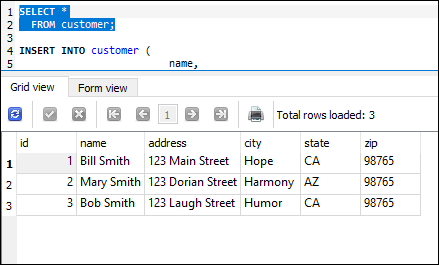 1 SELECT *
2 FROM customer;
3
4 INSERT INTO customer (
5 name,
Grid view Form view
1 Total rows loaded: 3
id name address city state zip
1 1 Bill Smith 123 Main Street Hope CA 98765
2 2 Mary Smith 123 Dorian Street Harmony AZ 98765
3 3 Bob Smith 123 Laugh Street Humor CA 98765